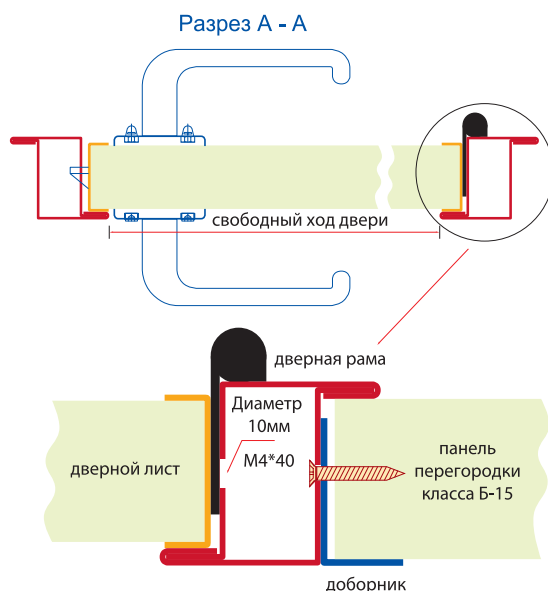 Разрез А - А
свободный ход двери
дверная рама
Диаметр
10мм
М4*40
дверной лист
панель
перегородки
класса Б-15
доборник